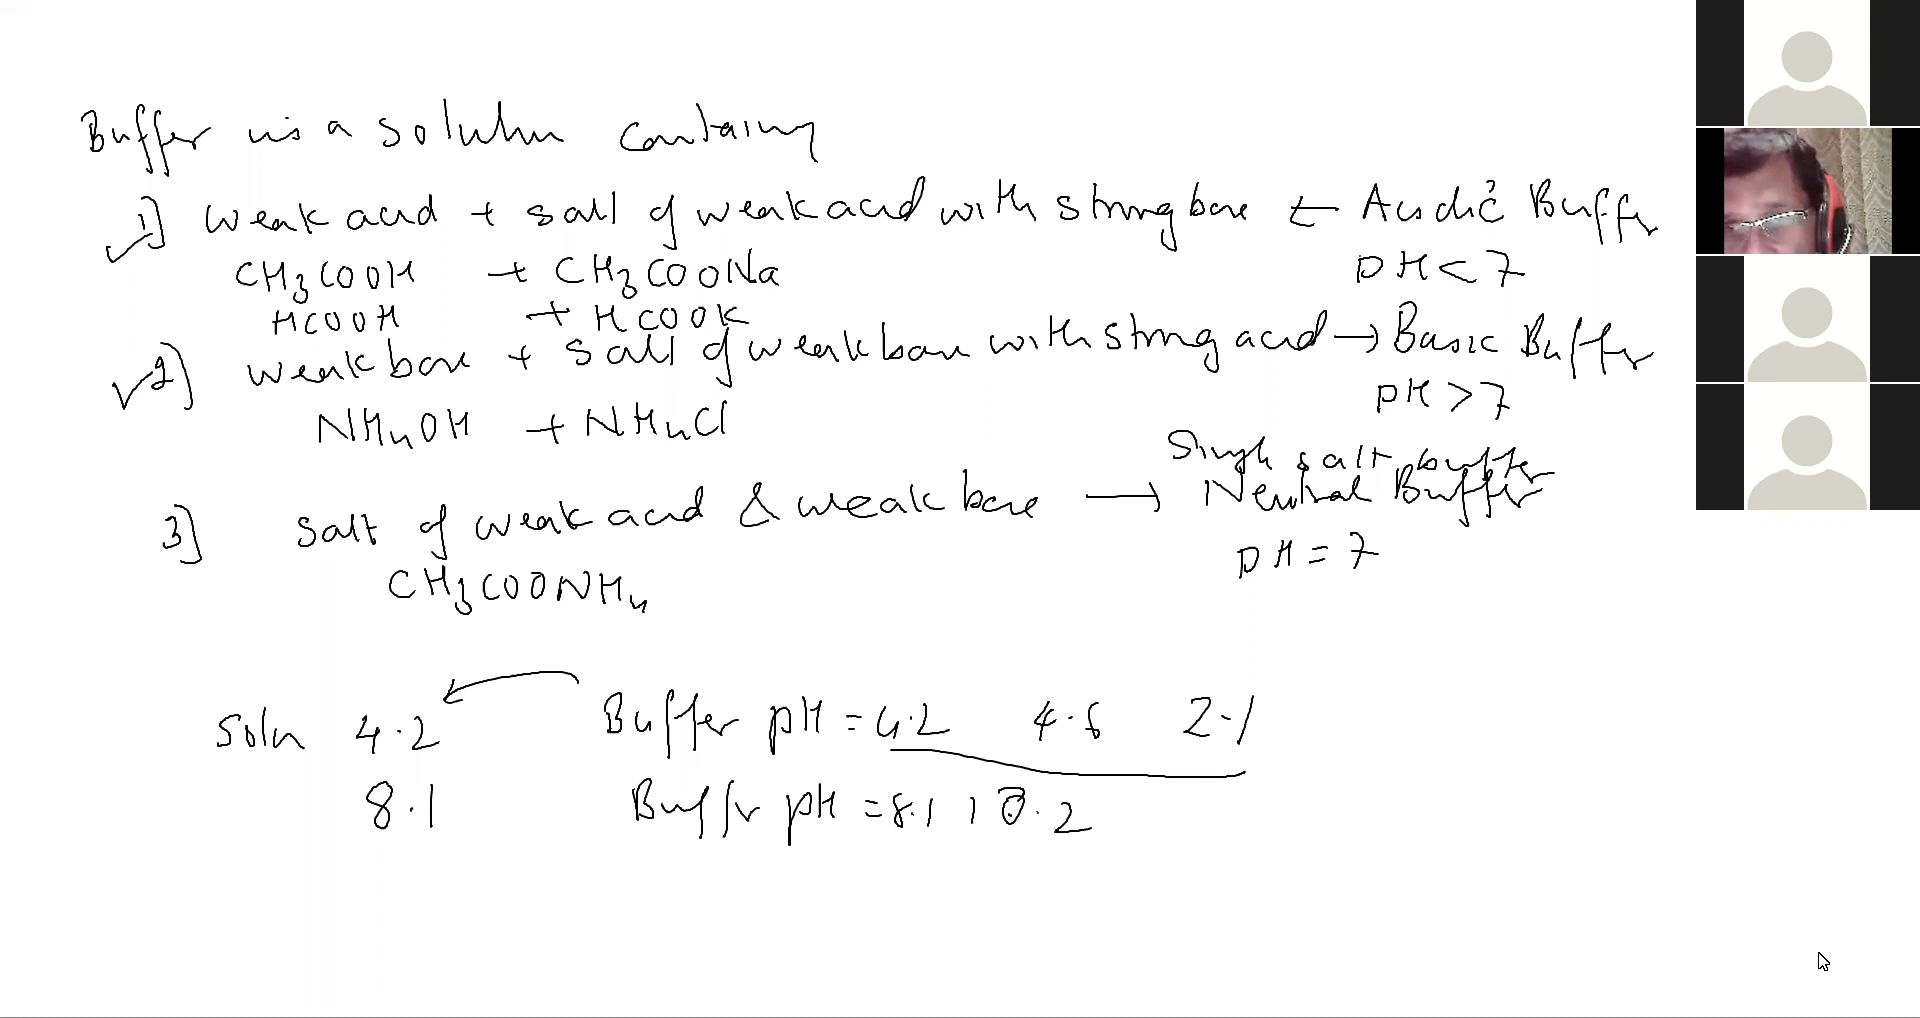 Buffer is a solution containing
1] weak acid + salt of weak acid with strong base ← Acidic Buffer
CH3COOH + CH3COONa pH < 7
HCOOH + HCOOK
2] weak base + salt of weak base with strong acid → Basic Buffer
NH4OH + NH4Cl pH > 7
Single salt buffer
3] salt of weak acid & weak base → Neutral Buffer
CH3COONH4 pH = 7
Soln 4.2 Buffer pH = 4.2 4.6 2.1
8.1 Buffer pH = 8.1 10.2